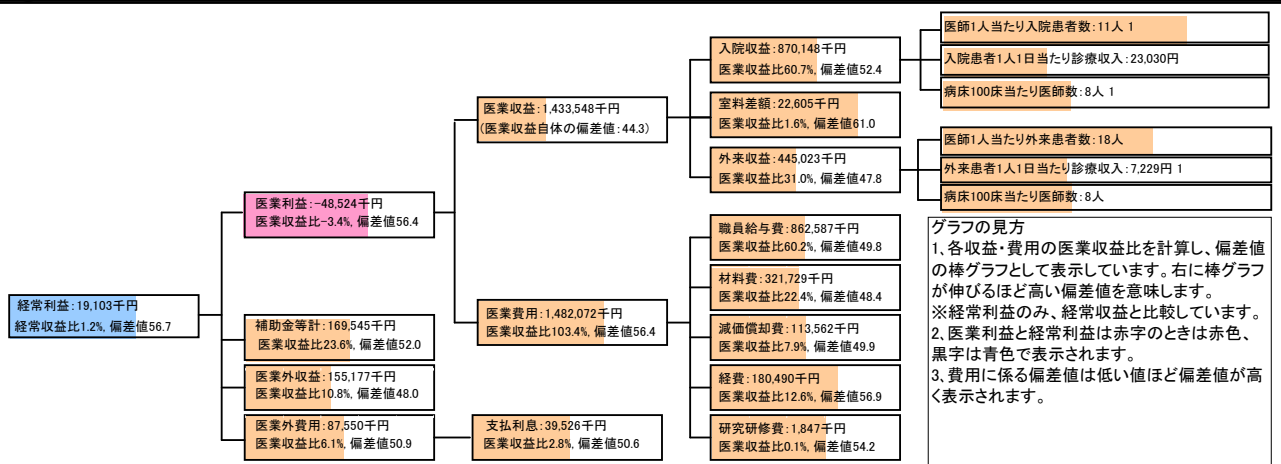 経常利益:19,103千円
経常収益比1.2%, 偏差値56.7
医業利益:-48,524千円
医業収益比-3.4%, 偏差値56.4
補助金等計:169,545千円
医業収益比23.6%, 偏差値52.0
医業外収益:155,177千円
医業収益比10.8%, 偏差値48.0
医業外費用:87,550千円
医業収益比6.1%, 偏差値50.9
医業収益:1,433,548千円
(医業収益自体の偏差値:44.3)
医業費用:1,482,072千円
医業収益比103.4%, 偏差値56.4
支払利息:39,526千円
医業収益比2.8%, 偏差値50.6
入院収益:870,148千円
医業収益比60.7%, 偏差値52.4
室料差額:22,605千円
医業収益比1.6%, 偏差値61.0
外来収益:445,023千円
医業収益比31.0%, 偏差値47.8
職員給与費:862,587千円
医業収益比60.2%, 偏差値49.8
材料費:321,729千円
医業収益比22.4%, 偏差値48.4
減価償却費:113,562千円
医業収益比7.9%, 偏差値49.9
経費:180,490千円
医業収益比12.6%, 偏差値56.9
研究研修費:1,847千円
医業収益比0.1%, 偏差値54.2
医師1人当たり入院患者数:11人 1
入院患者1人1日当たり診療収入:23,030円
病床100床当たり医師数:8人 1
医師1人当たり外来患者数:18人
外来患者1人1日当たり診療収入:7,229円 1
病床100床当たり医師数:8人
グラフの見方
1、各収益・費用の医業収益比を計算し、偏差値
の棒グラフとして表示しています。右に棒グラフ
が伸びるほど高い偏差値を意味します。
※経常利益のみ、経常収益と比較しています。
2、医業利益と経常利益は赤字のときは赤色、
黒字は青色で表示されます。
3、費用に係る偏差値は低い値ほど偏差値が高
く表示されます。